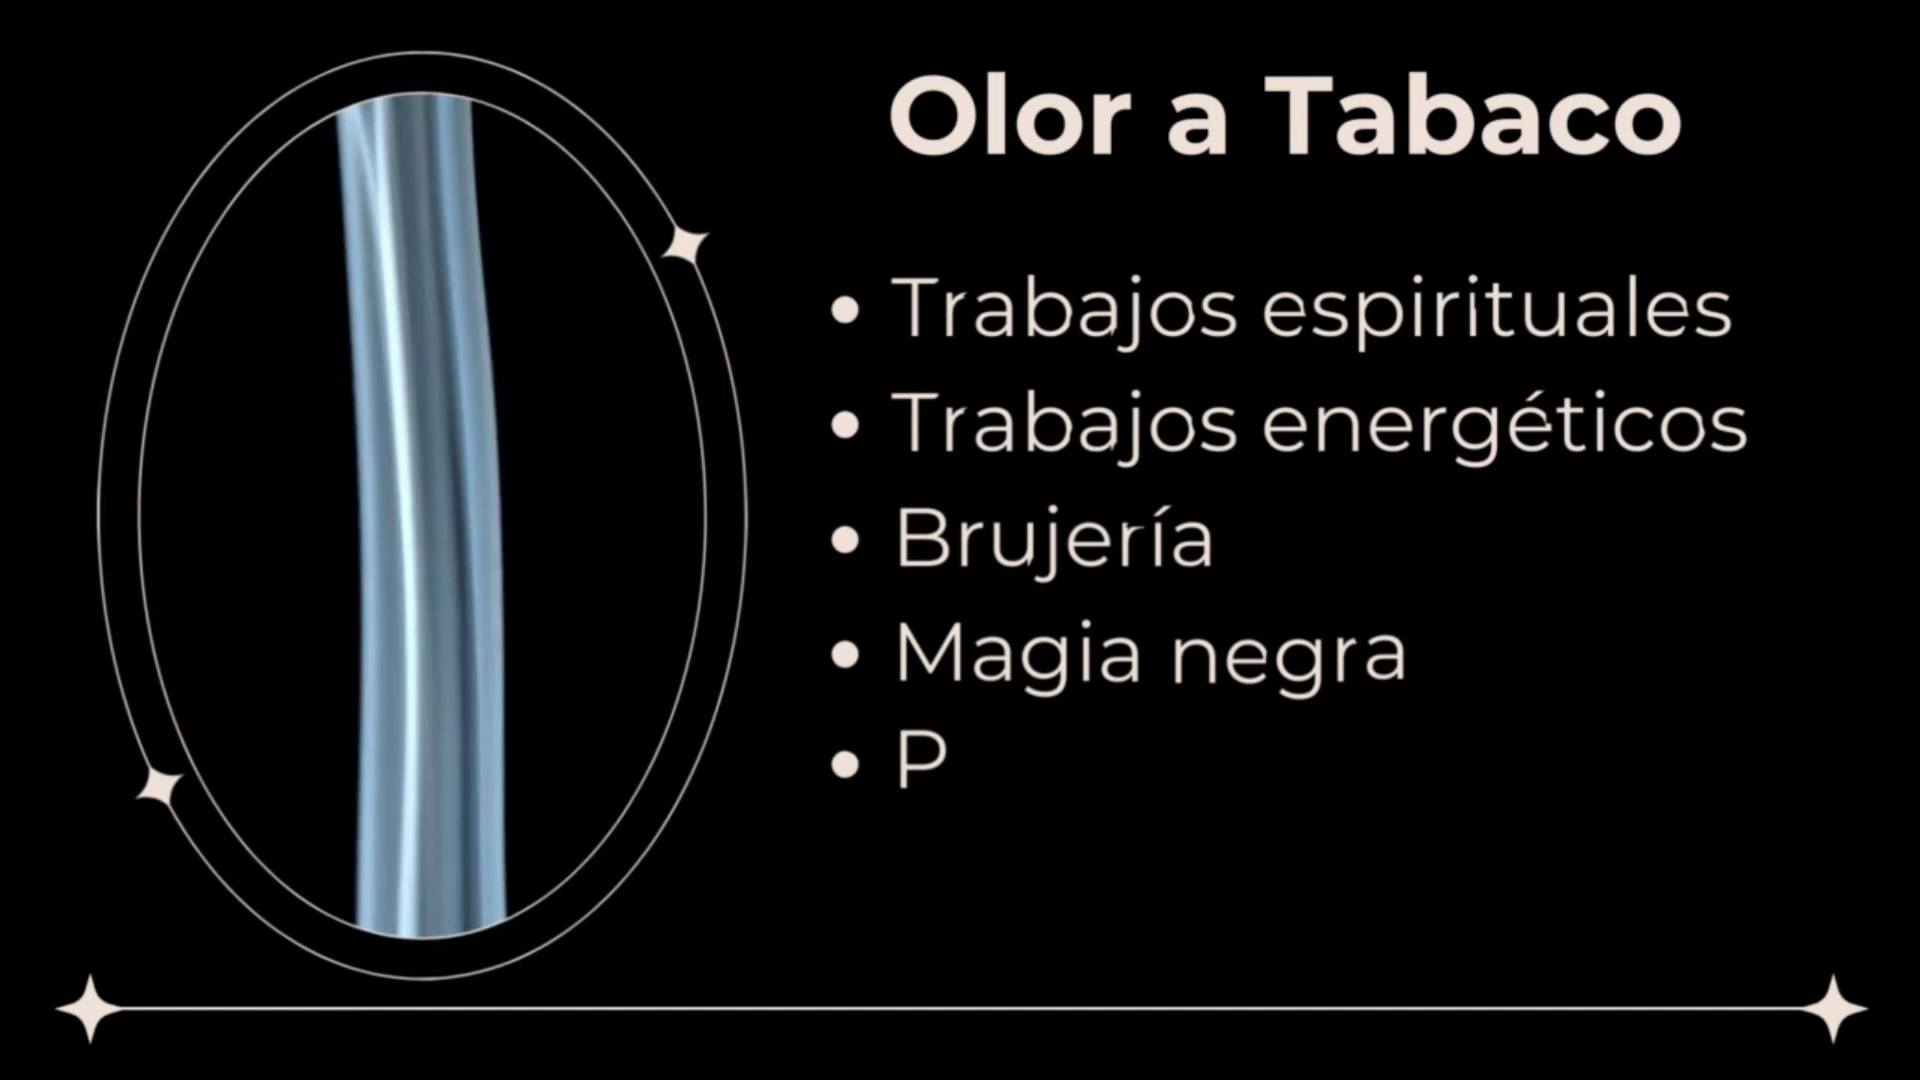 Olor a Tabaco
• Trabajos espirituales
• Trabajos energéticos
• Brujería
• Magia negra
• P